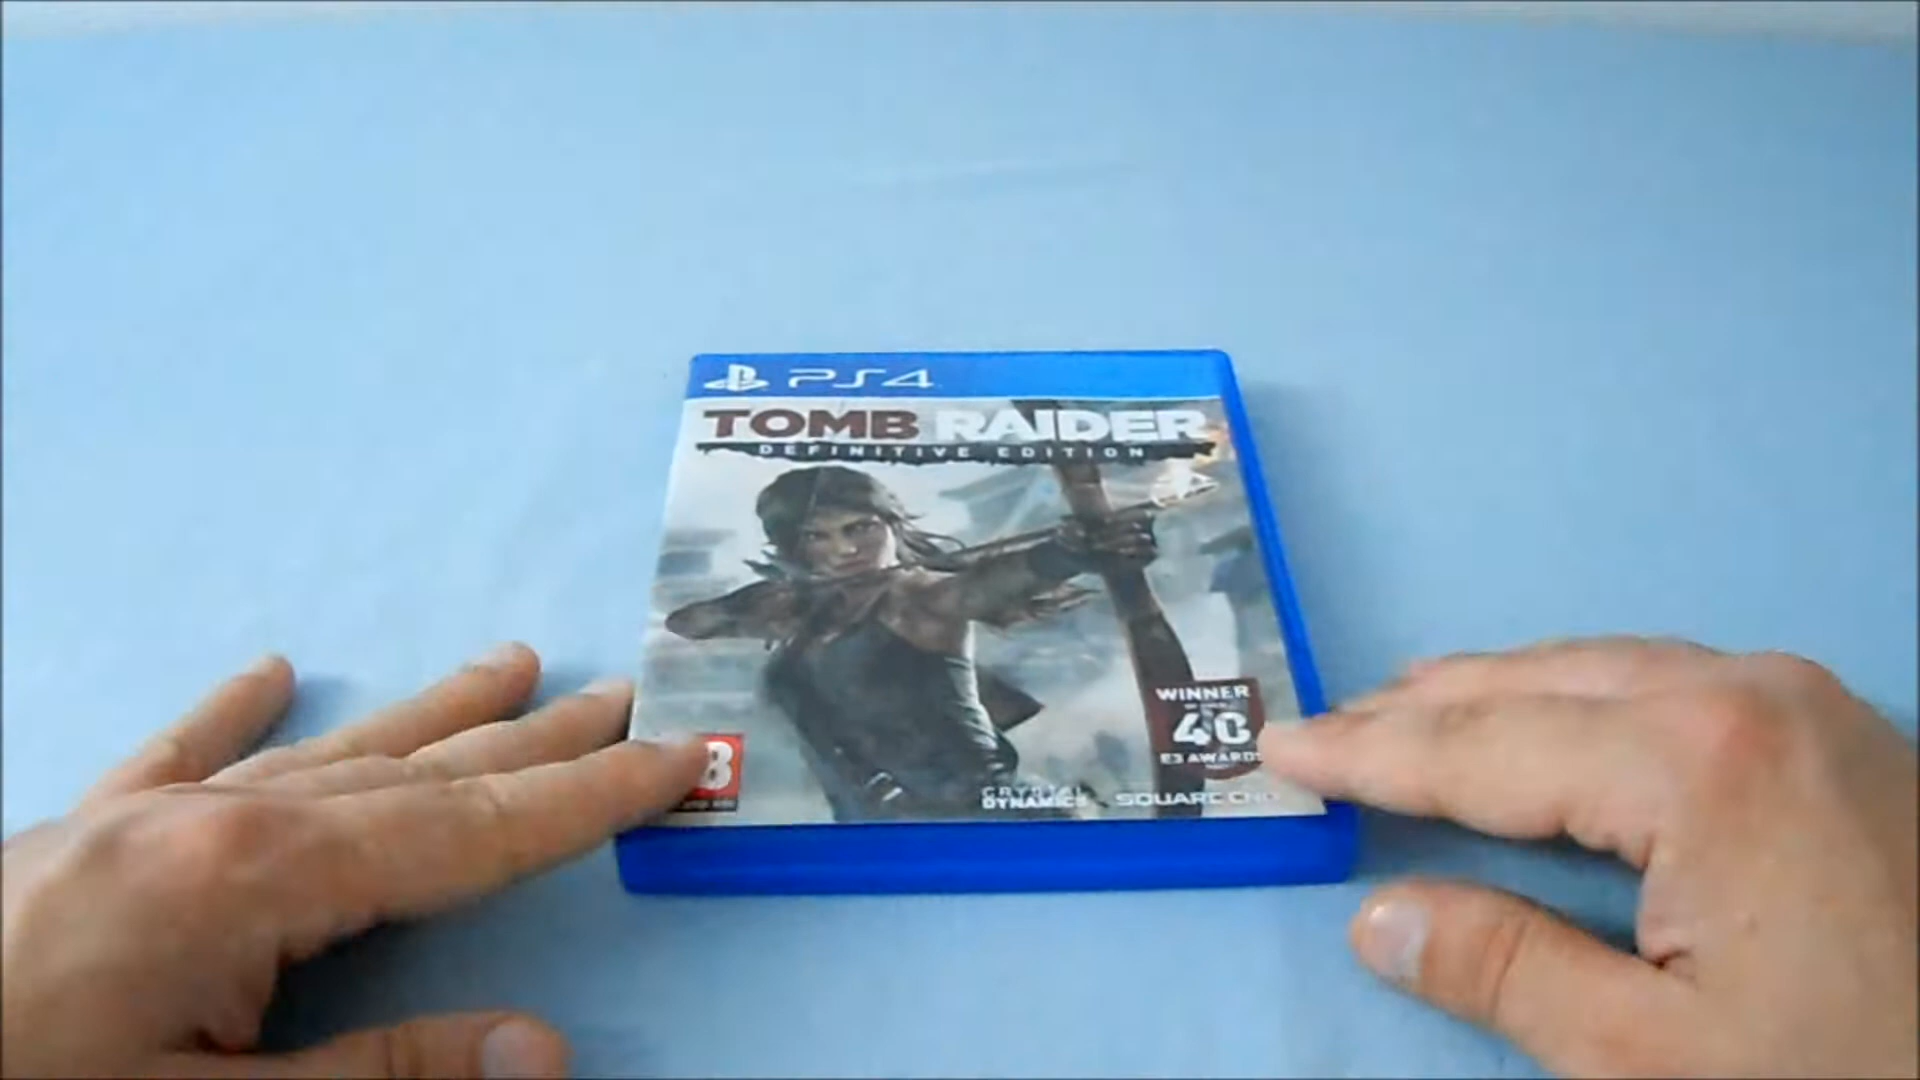 PS4
TOMB RAIDER
DEFINITIVE EDITION
WINNER
40
E3 AWARDS
CRYSTAL
DYNAMICS
SQUARE ENIX